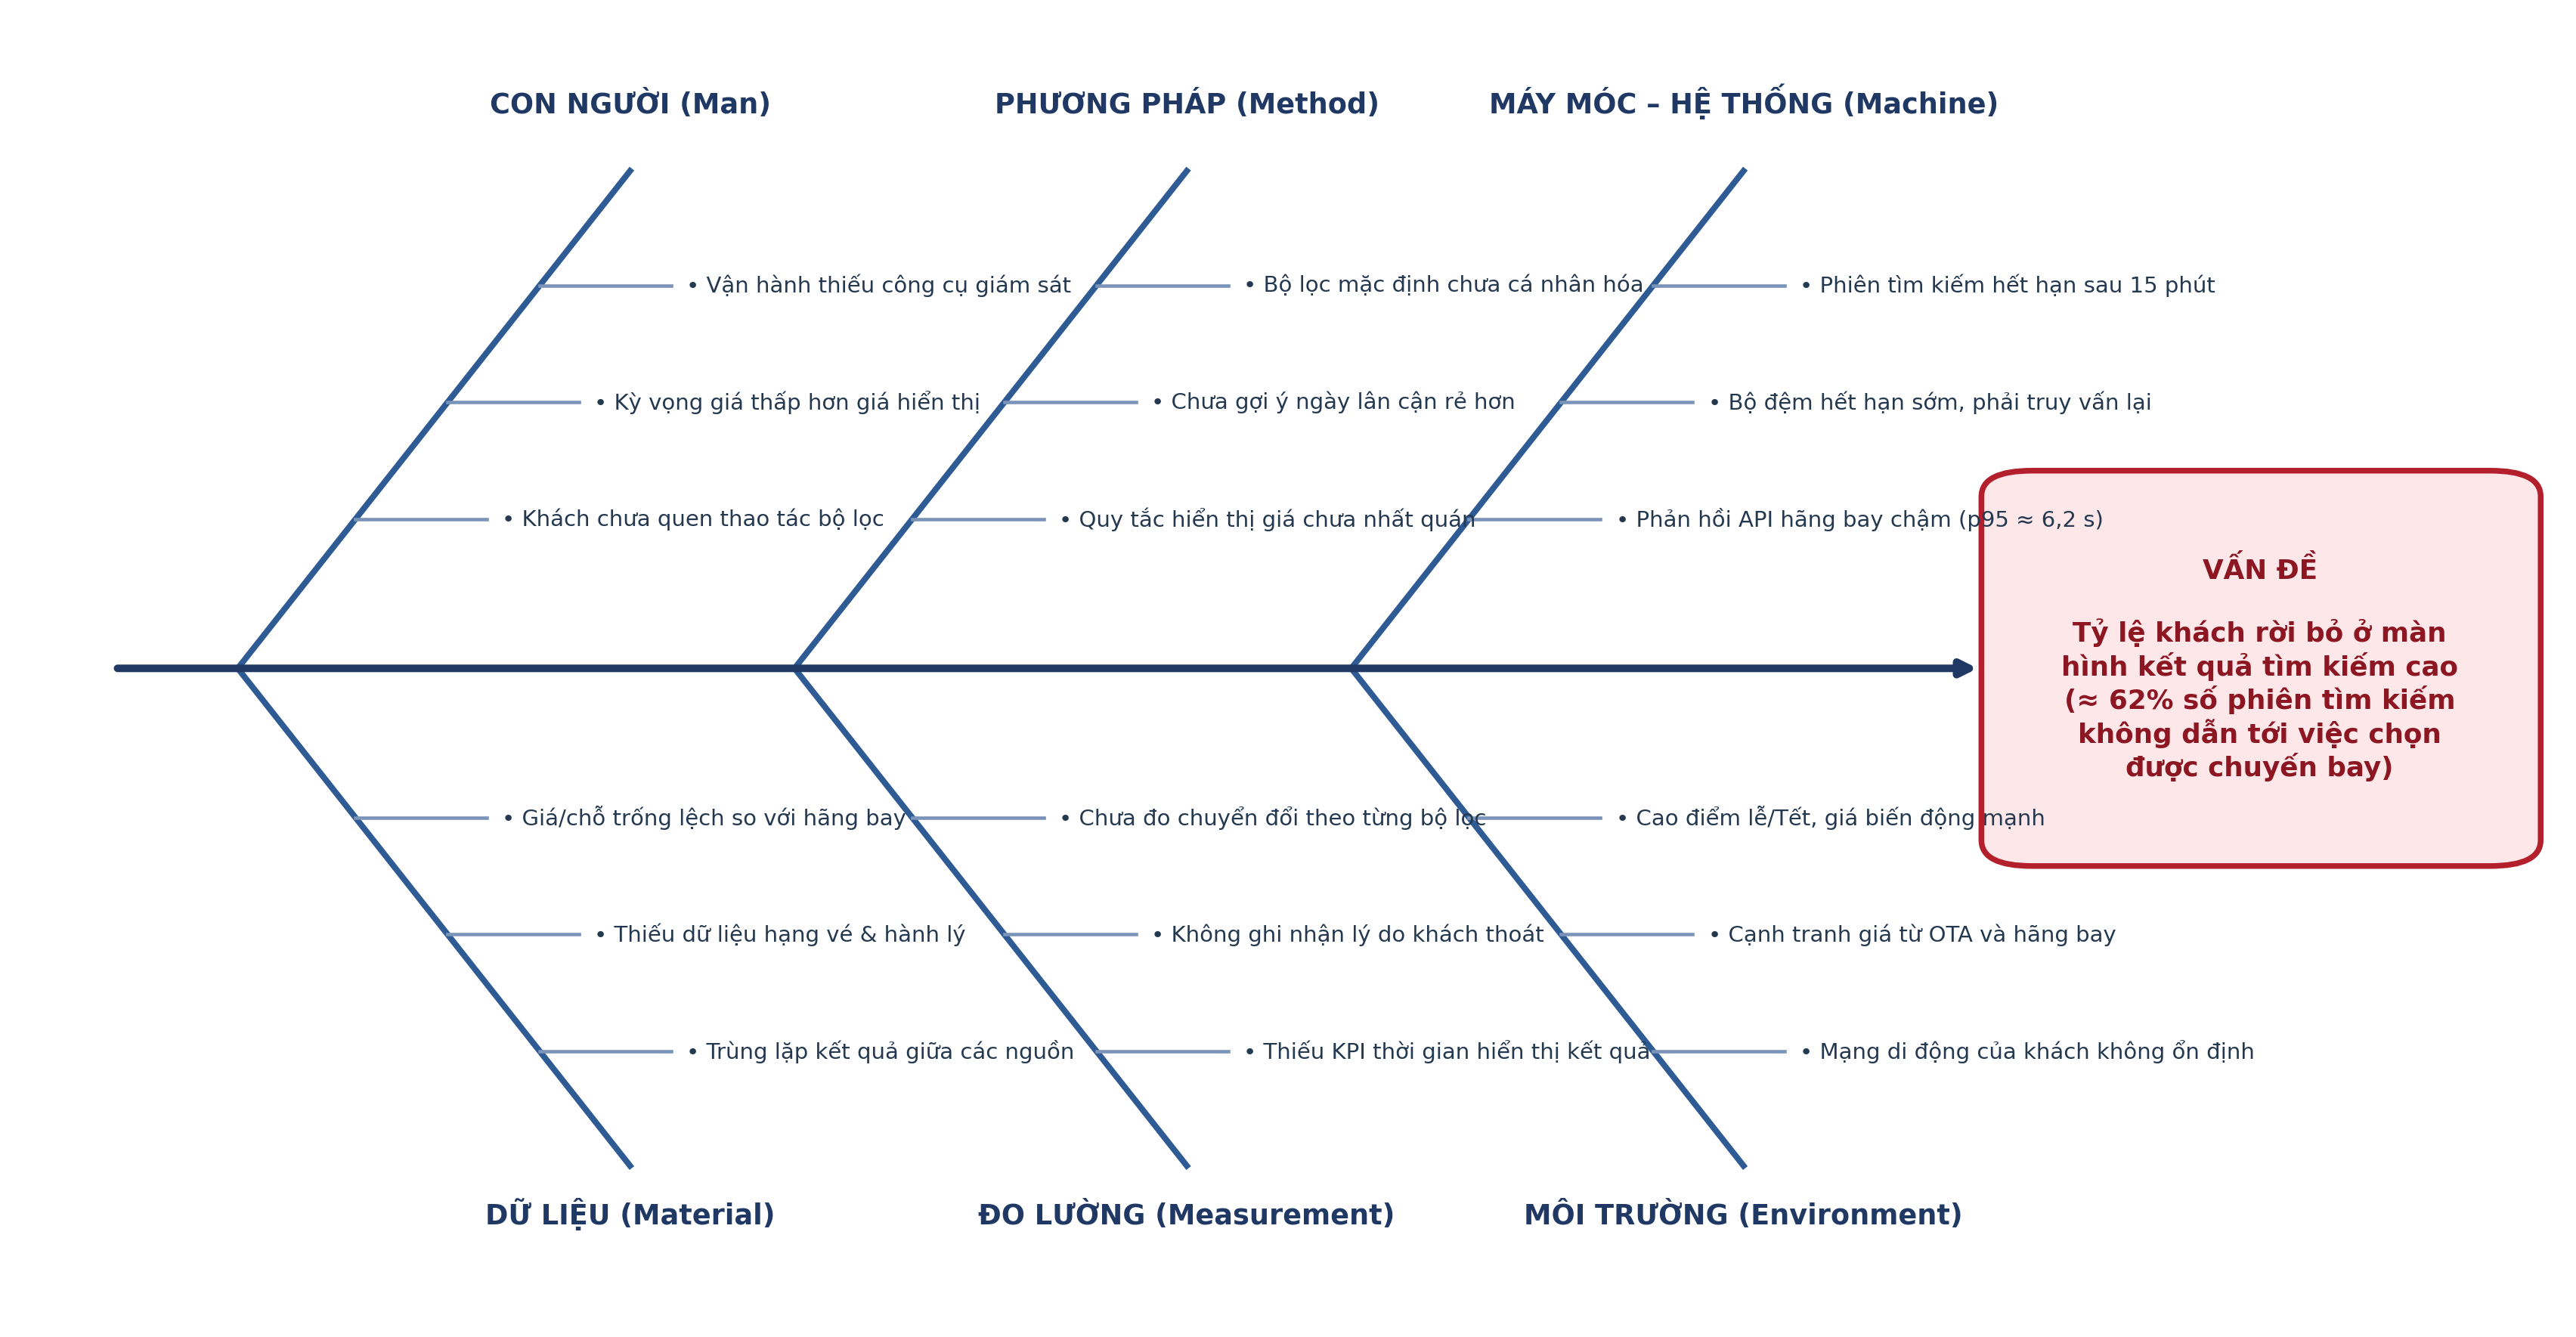 CON NGƯỜI (Man)
PHƯƠNG PHÁP (Method)
MÁY MÓC – HỆ THỐNG (Machine)
• Vận hành thiếu công cụ giám sát
• Bộ lọc mặc định chưa cá nhân hóa
• Phiên tìm kiếm hết hạn sau 15 phút
• Kỳ vọng giá thấp hơn giá hiển thị
• Chưa gợi ý ngày lân cận rẻ hơn
• Bộ đệm hết hạn sớm, phải truy vấn lại
• Khách chưa quen thao tác bộ lọc
• Quy tắc hiển thị giá chưa nhất quán
• Phản hồi API hãng bay chậm (p95 ≈ 6,2 s)
VẤN ĐỀ
Tỷ lệ khách rời bỏ ở màn
hình kết quả tìm kiếm cao
(≈ 62% số phiên tìm kiếm
không dẫn tới việc chọn
được chuyến bay)
• Giá/chỗ trống lệch so với hãng bay
• Chưa đo chuyển đổi theo từng bộ lọc
• Cao điểm lễ/Tết, giá biến động mạnh
• Thiếu dữ liệu hạng vé & hành lý
• Không ghi nhận lý do khách thoát
• Cạnh tranh giá từ OTA và hãng bay
• Trùng lặp kết quả giữa các nguồn
• Thiếu KPI thời gian hiển thị kết quả
• Mạng di động của khách không ổn định
DỮ LIỆU (Material)
ĐO LƯỜNG (Measurement)
MÔI TRƯỜNG (Environment)